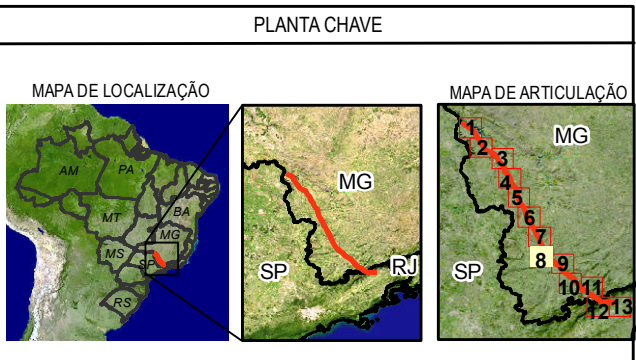 PLANTA CHAVE
MAPA DE LOCALIZAÇÃO
AM
PA
MT
BA
MG
MS
SP
RS
MG
SP
RJ
MAPA DE ARTICULAÇÃO
MG
SP
1
2
3
4
5
6
7
8
9
10
11
12
13